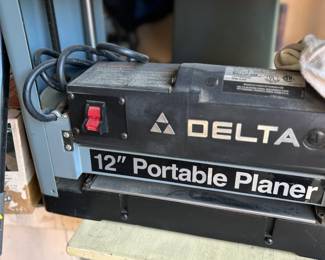 DELTA
12" Portable Planer